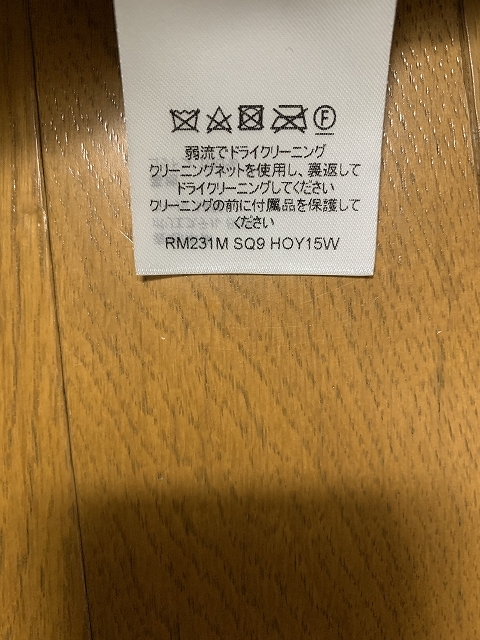 F
弱流でドライクリーニング
クリーニングネットを使用し、裏返して
ドライクリーニングしてください
クリーニングの前に付属品を保護して
ください
RM231M SQ9 HOY15W